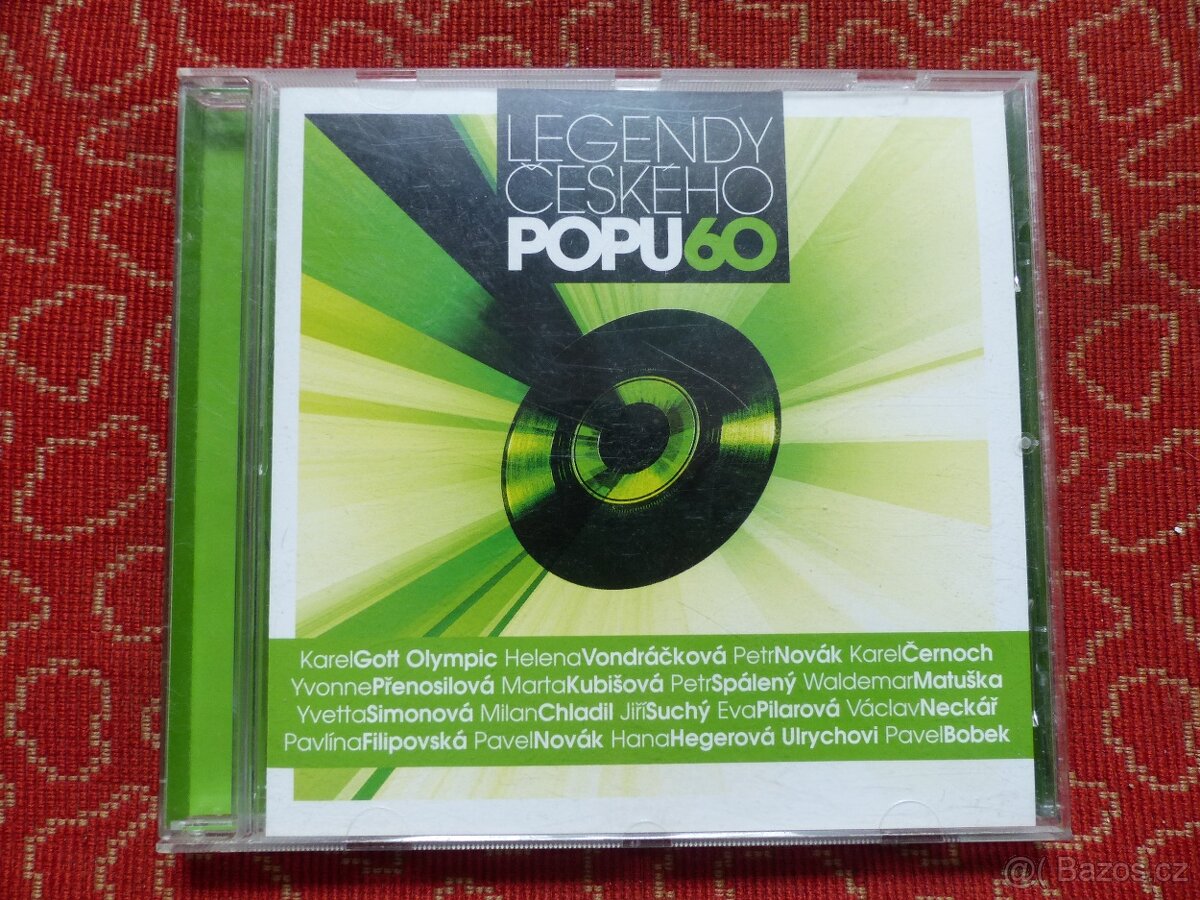 LEGENDY
ČESKÉHO
POPU60
KarelGott Olympic HelenaVondráčková PetrNovák KarelČernoch
YvonnePřenosilová MartaKubišová PetrSpálený WaldemarMatuška
YvettaSimonová MilanChladil JiříSuchý EvaPilarová VáclavNeckář
PavlínaFilipovská PavelNovák HanaHegerová Ulrychovi PavelBobek
@( Bazos.cz